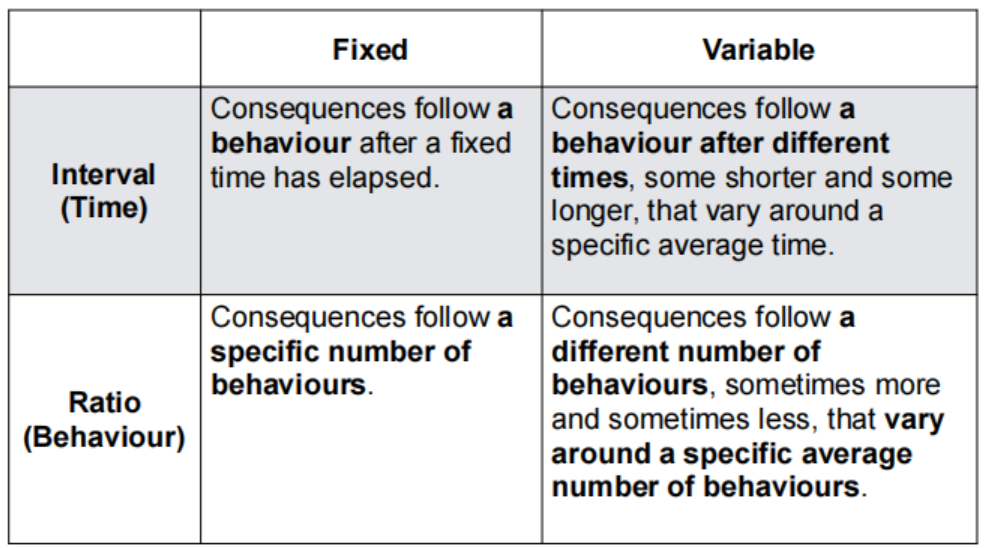 Fixed
Variable
Interval
(Time)
Consequences follow a
behaviour after a fixed
time has elapsed.
Consequences follow a
behaviour after different
times, some shorter and some
longer, that vary around a
specific average time.
Ratio
(Behaviour)
Consequences follow a
specific number of
behaviours.
Consequences follow a
different number of
behaviours, sometimes more
and sometimes less, that vary
around a specific average
number of behaviours.